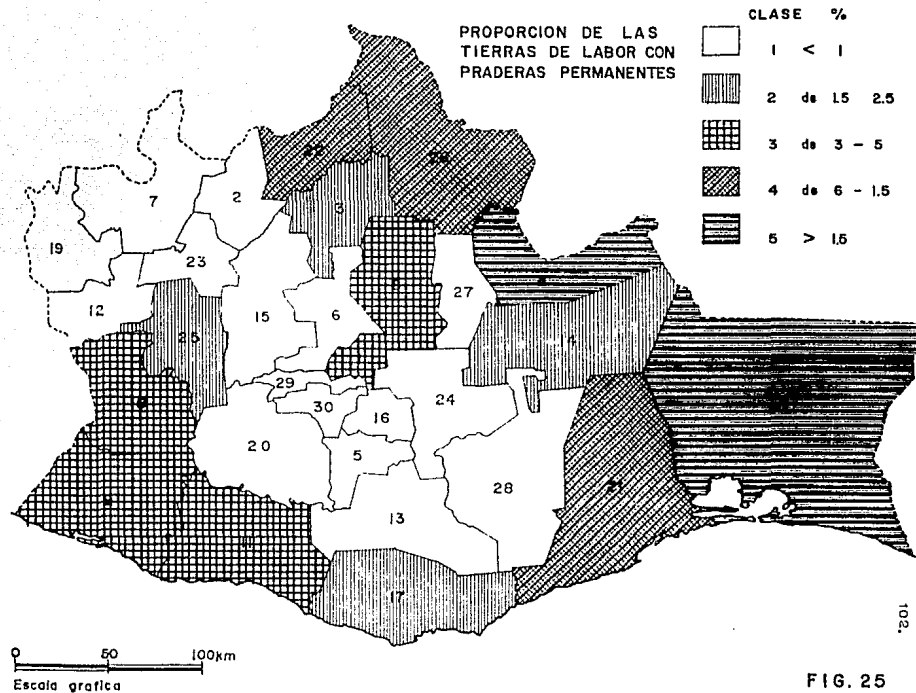 PROPORCION DE LAS
TIERRAS DE LABOR CON
PRADERAS PERMANENTES
CLASE %
1 < 1
2 de 1.5 2.5
3 de 3 - 5
4 de 6 - 1.5
5 > 1.5
7
2
3
19
23
12
15
6
27
25
4
29
30
16
24
20
5
28
21
13
11
17
0 50 100km
Escala grafica
102.
FIG. 25